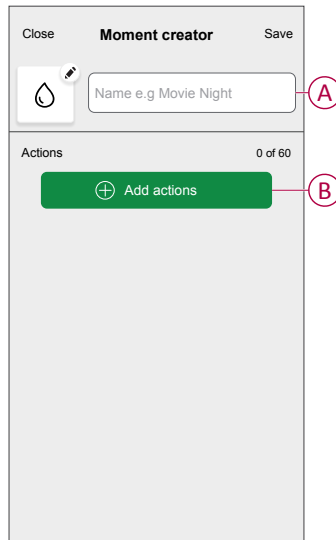 Close Moment creator Save
Name e.g Movie Night
A
Actions 0 of 60
Add actions
B